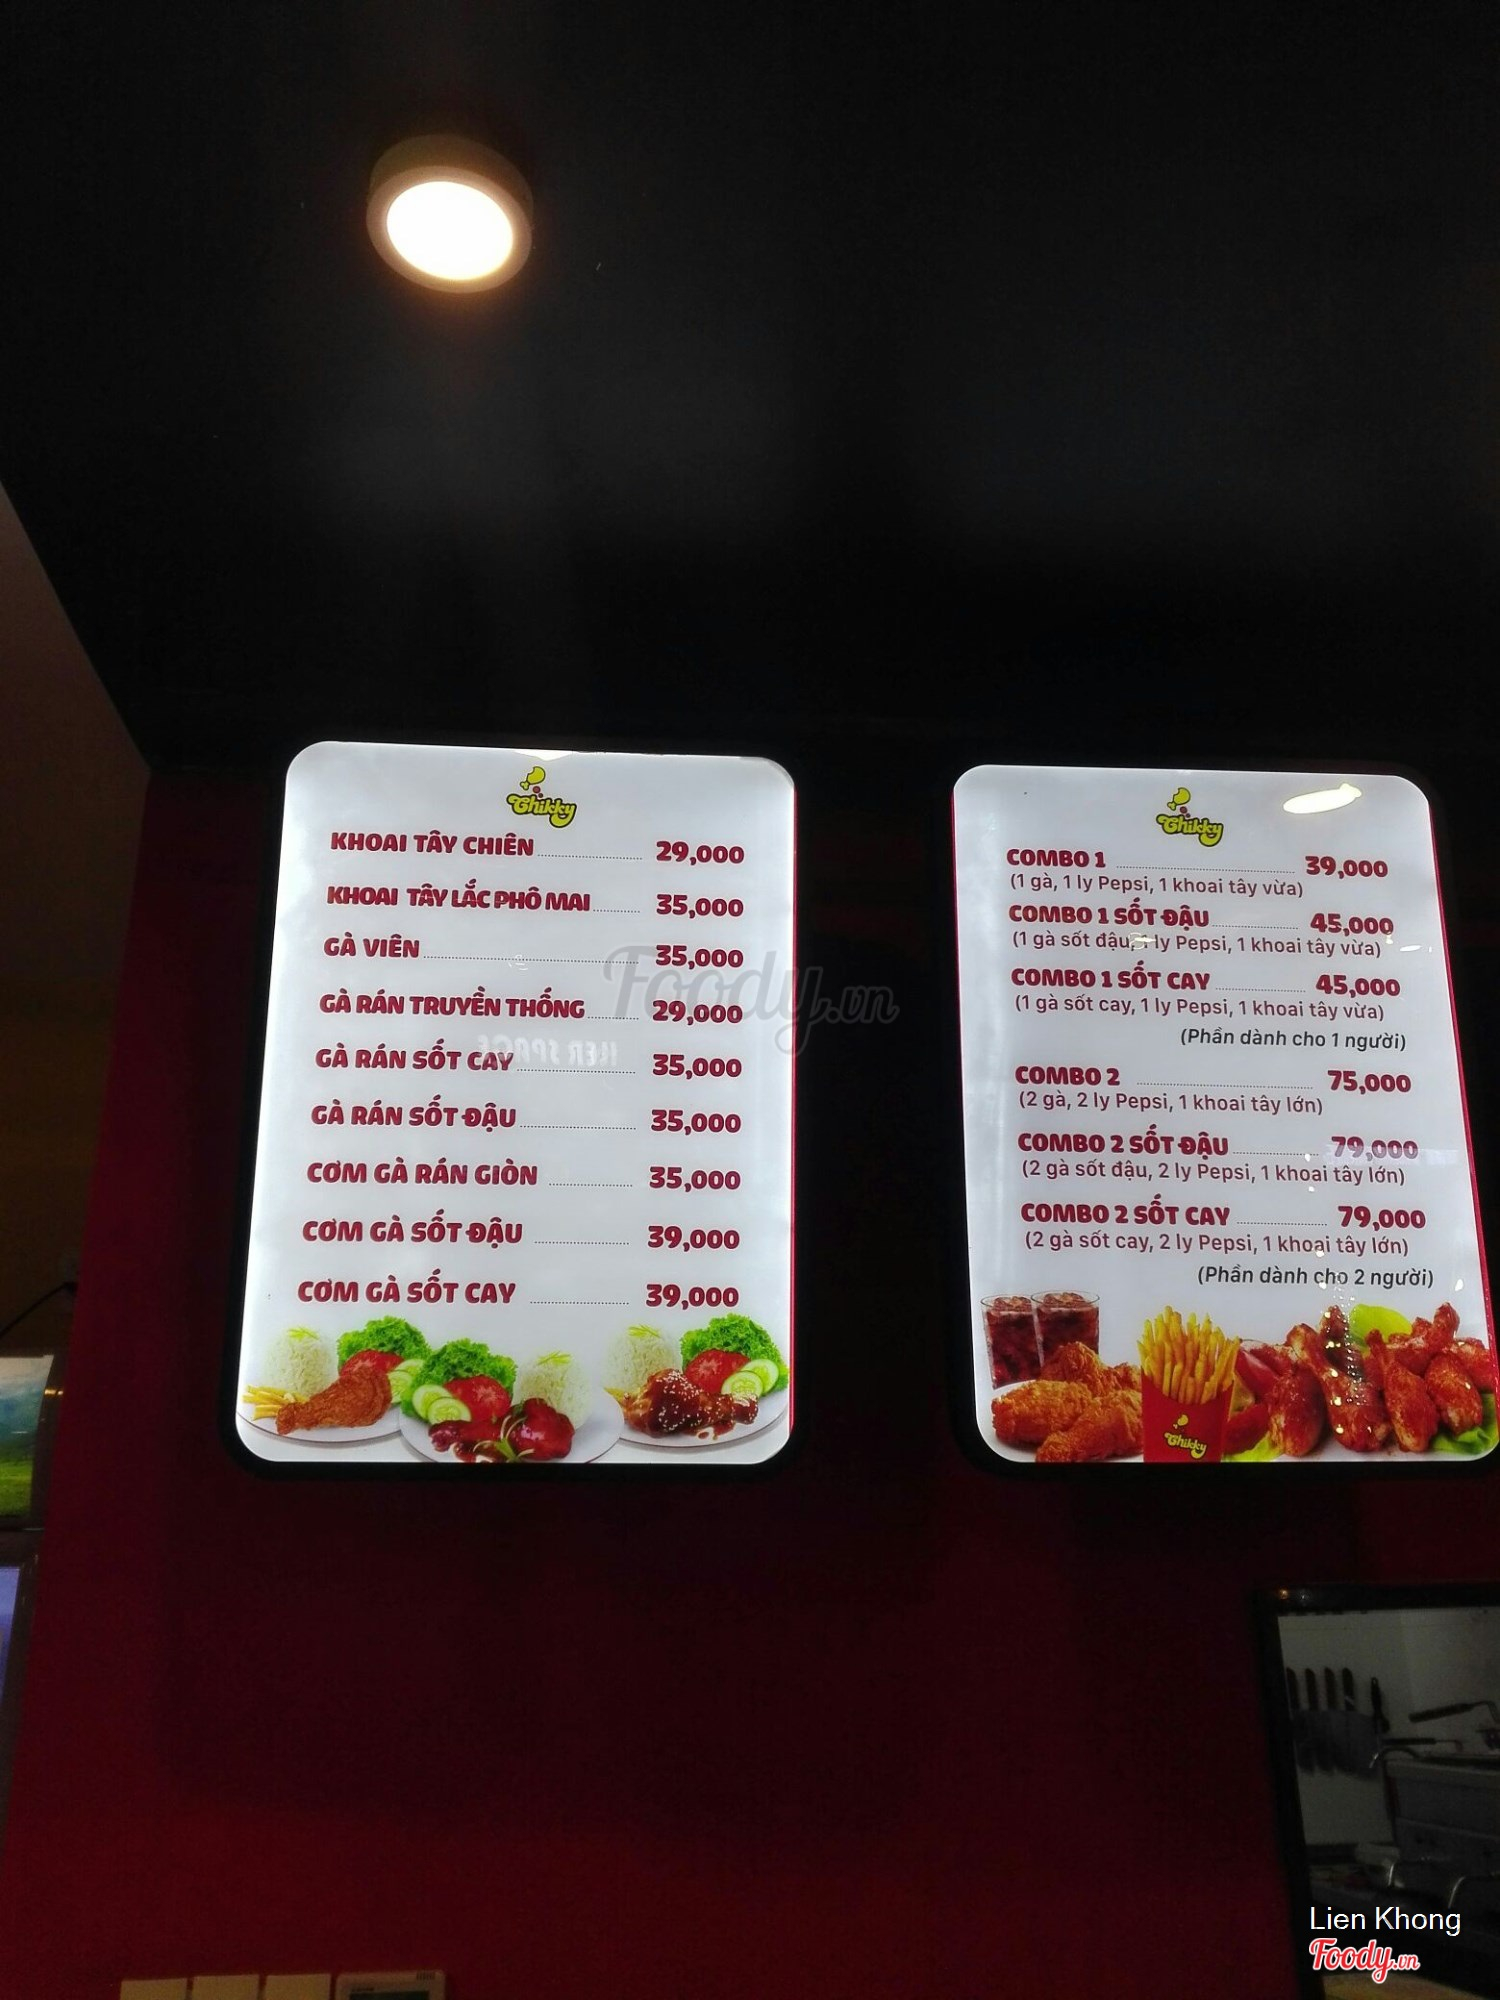 Chikky
KHOAI TÂY CHIÊN 29,000
KHOAI TÂY LẮC PHÔ MAI 35,000
GÀ VIÊN 35,000
GÀ RÁN TRUYỀN THỐNG 29,000
GÀ RÁN SỐT CAY 35,000
GÀ RÁN SỐT ĐẬU 35,000
CƠM GÀ RÁN GIÒN 35,000
CƠM GÀ SỐT ĐẬU 39,000
CƠM GÀ SỐT CAY 39,000
Chikky
COMBO 1 39,000
(1 gà, 1 ly Pepsi, 1 khoai tây vừa)
COMBO 1 SỐT ĐẬU 45,000
(1 gà sốt đậu, 1 ly Pepsi, 1 khoai tây vừa)
COMBO 1 SỐT CAY 45,000
(1 gà sốt cay, 1 ly Pepsi, 1 khoai tây vừa)
(Phần dành cho 1 người)
COMBO 2 75,000
(2 gà, 2 ly Pepsi, 1 khoai tây lớn)
COMBO 2 SỐT ĐẬU 79,000
(2 gà sốt đậu, 2 ly Pepsi, 1 khoai tây lớn)
COMBO 2 SỐT CAY 79,000
(2 gà sốt cay, 2 ly Pepsi, 1 khoai tây lớn)
(Phần dành cho 2 người)
Chikky
Foody.vn
Lien Khong
Foody.vn